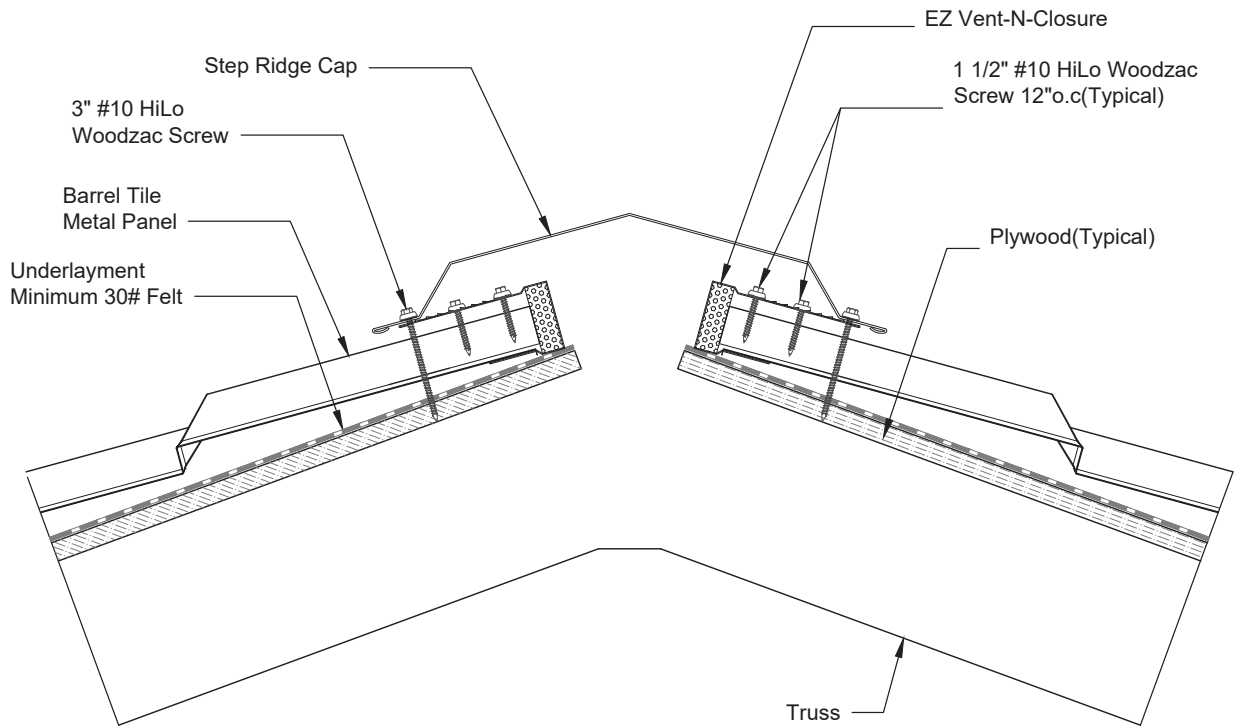 EZ Vent-N-Closure
Step Ridge Cap
1 1/2" #10 HiLo Woodzac
Screw 12"o.c(Typical)
3" #10 HiLo
Woodzac Screw
Barrel Tile
Metal Panel
Plywood(Typical)
Underlayment
Minimum 30# Felt
Truss